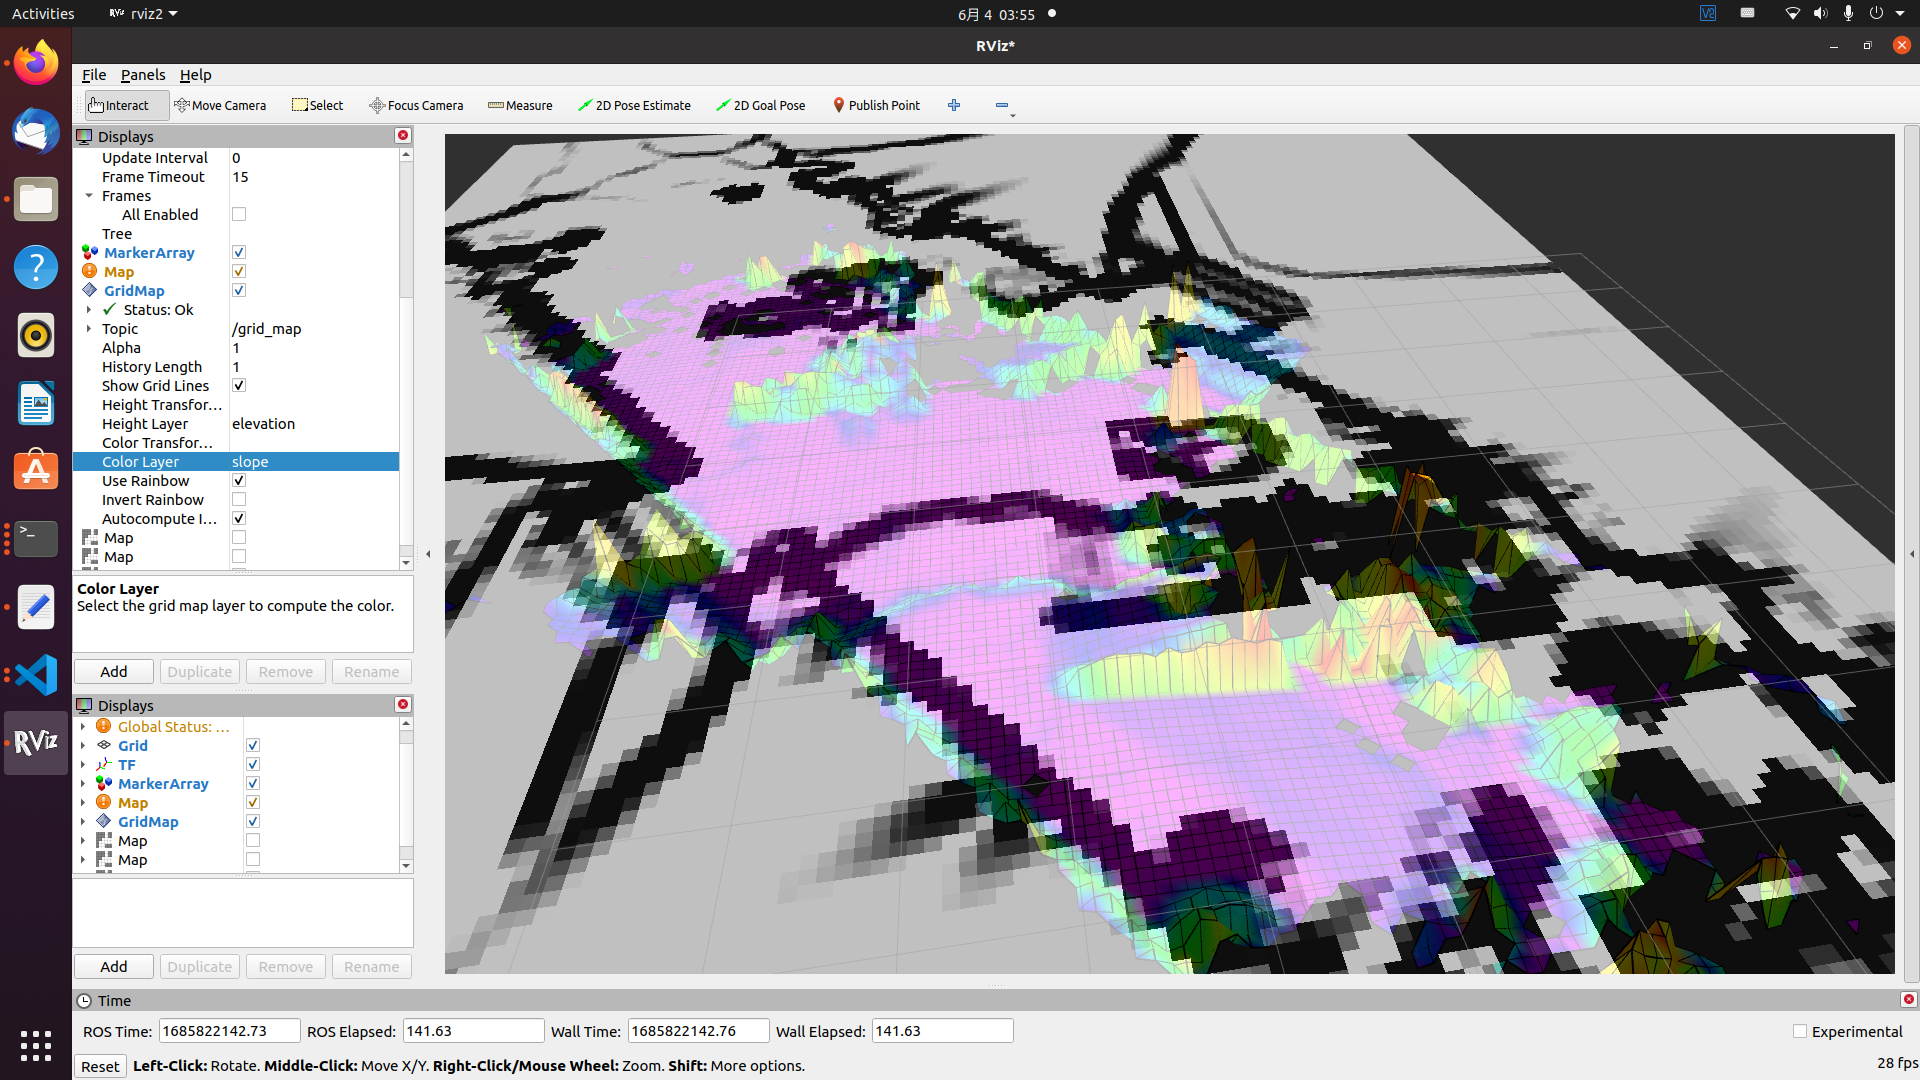 Activities
RViz rviz2
6月 4 03:55
V2
RViz*
File Panels Help
Interact Move Camera Select Focus Camera Measure 2D Pose Estimate 2D Goal Pose Publish Point
Displays
Update Interval 0
Frame Timeout 15
Frames
All Enabled
Tree
MarkerArray
Map
GridMap
Status: Ok
Topic /grid_map
Alpha 1
History Length 1
Show Grid Lines
Height Transfor...
Height Layer elevation
Color Transfor...
Color Layer slope
Use Rainbow
Invert Rainbow
Autocompute I...
Map
Map
Color Layer
Select the grid map layer to compute the color.
Add Duplicate Remove Rename
Displays
Global Status: ...
Grid
TF
MarkerArray
Map
GridMap
Map
Map
Add Duplicate Remove Rename
RViz
Time
ROS Time: 1685822142.73 ROS Elapsed: 141.63 Wall Time: 1685822142.76 Wall Elapsed: 141.63 Experimental
Reset Left-Click: Rotate. Middle-Click: Move X/Y. Right-Click/Mouse Wheel: Zoom. Shift: More options. 28 fps